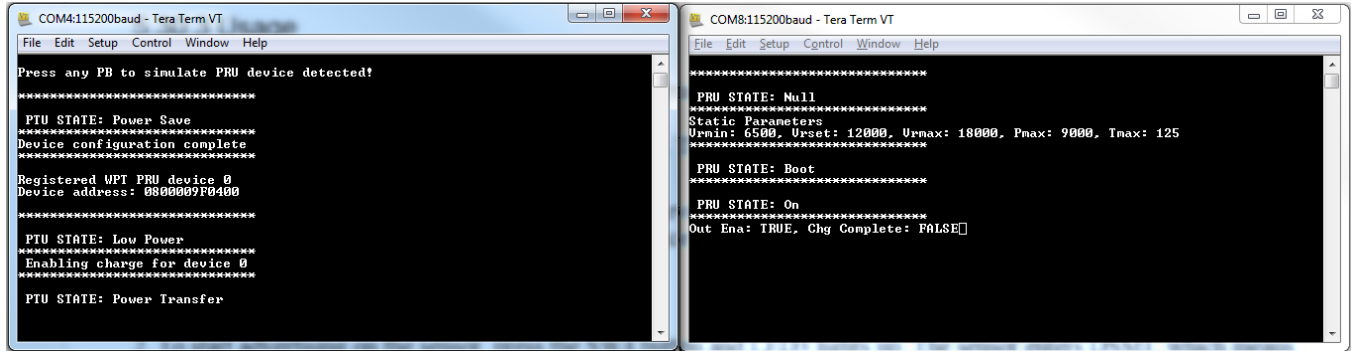 Usage
COM4:115200baud - Tera Term VT
File Edit Setup Control Window Help
Press any PB to simulate PRU device detected!
*******************************
PTU STATE: Power Save
*******************************
Device configuration complete
*******************************
Registered WPT PRU device 0
Device address: 0800009F0400
*******************************
PTU STATE: Low Power
*******************************
Enabling charge for device 0
*******************************
PTU STATE: Power Transfer
COM8:115200baud - Tera Term VT
File Edit Setup Control Window Help
*******************************
PRU STATE: Null
*******************************
Static Parameters
Vrmin: 6500, Vrset: 12000, Vrmax: 18000, Pmax: 9000, Tmax: 125
*******************************
PRU STATE: Boot
*******************************
PRU STATE: On
*******************************
Out Ena: TRUE, Chg Complete: FALSE